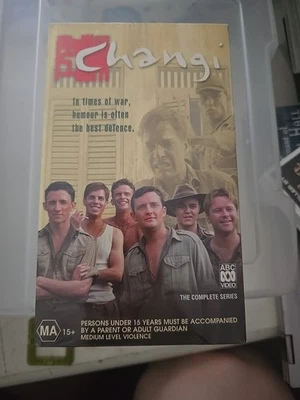 Changi
In times of war,
humour is often
the best defence.
ABC
VIDEO
THE COMPLETE SERIES
MA 15+
PERSONS UNDER 15 YEARS MUST BE ACCOMPANIED
BY A PARENT OR ADULT GUARDIAN
MEDIUM LEVEL VIOLENCE